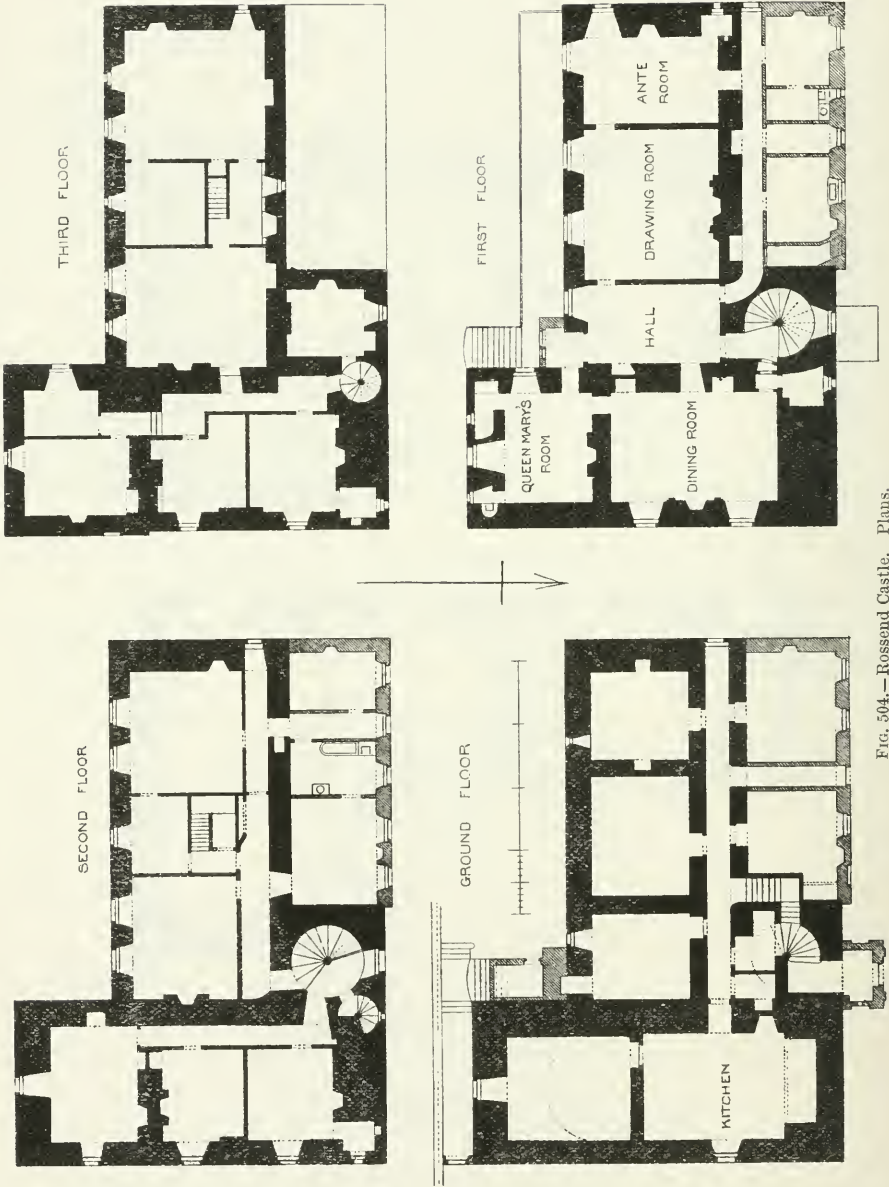 THIRD FLOOR
FIRST FLOOR
ANTE
ROOM
DRAWING ROOM
HALL
QUEEN MARY'S
ROOM
DINING ROOM
SECOND FLOOR
GROUND FLOOR
KITCHEN
FIG. 504.—Rossend Castle. Plans.